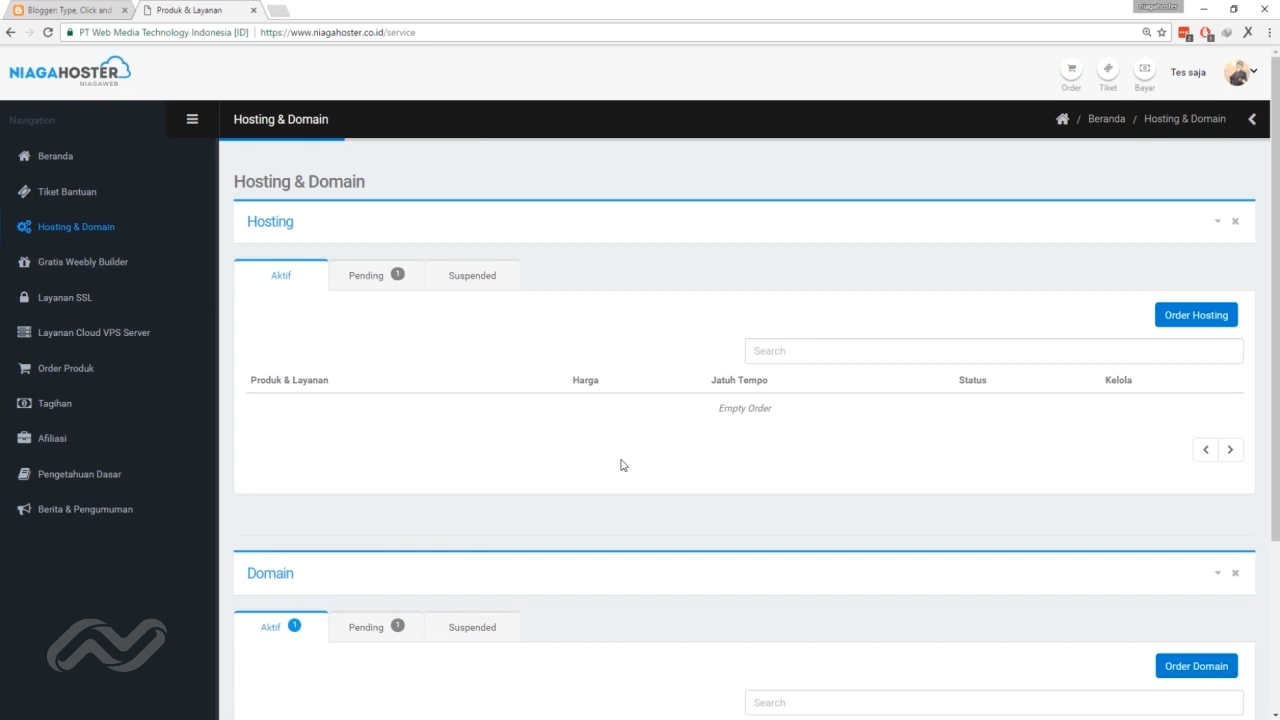 Blogger: Type, Click and
Produk & Layanan
niagahoster
PT Web Media Technology Indonesia [ID]
https://www.niagahoster.co.id/service
NIAGAHOSTER
NIAGAWEB
Order
Tiket
Bayar
Tes saja
Navigation
Hosting & Domain
/ Beranda / Hosting & Domain
Beranda
Tiket Bantuan
Hosting & Domain
Gratis Weebly Builder
Layanan SSL
Layanan Cloud VPS Server
Order Produk
Tagihan
Afiliasi
Pengetahuan Dasar
Berita & Pengumuman
Hosting & Domain
Hosting
Aktif
Pending 1
Suspended
Order Hosting
Search
Produk & Layanan
Harga
Jatuh Tempo
Status
Kelola
Empty Order
Domain
Aktif 1
Pending 1
Suspended
Order Domain
Search